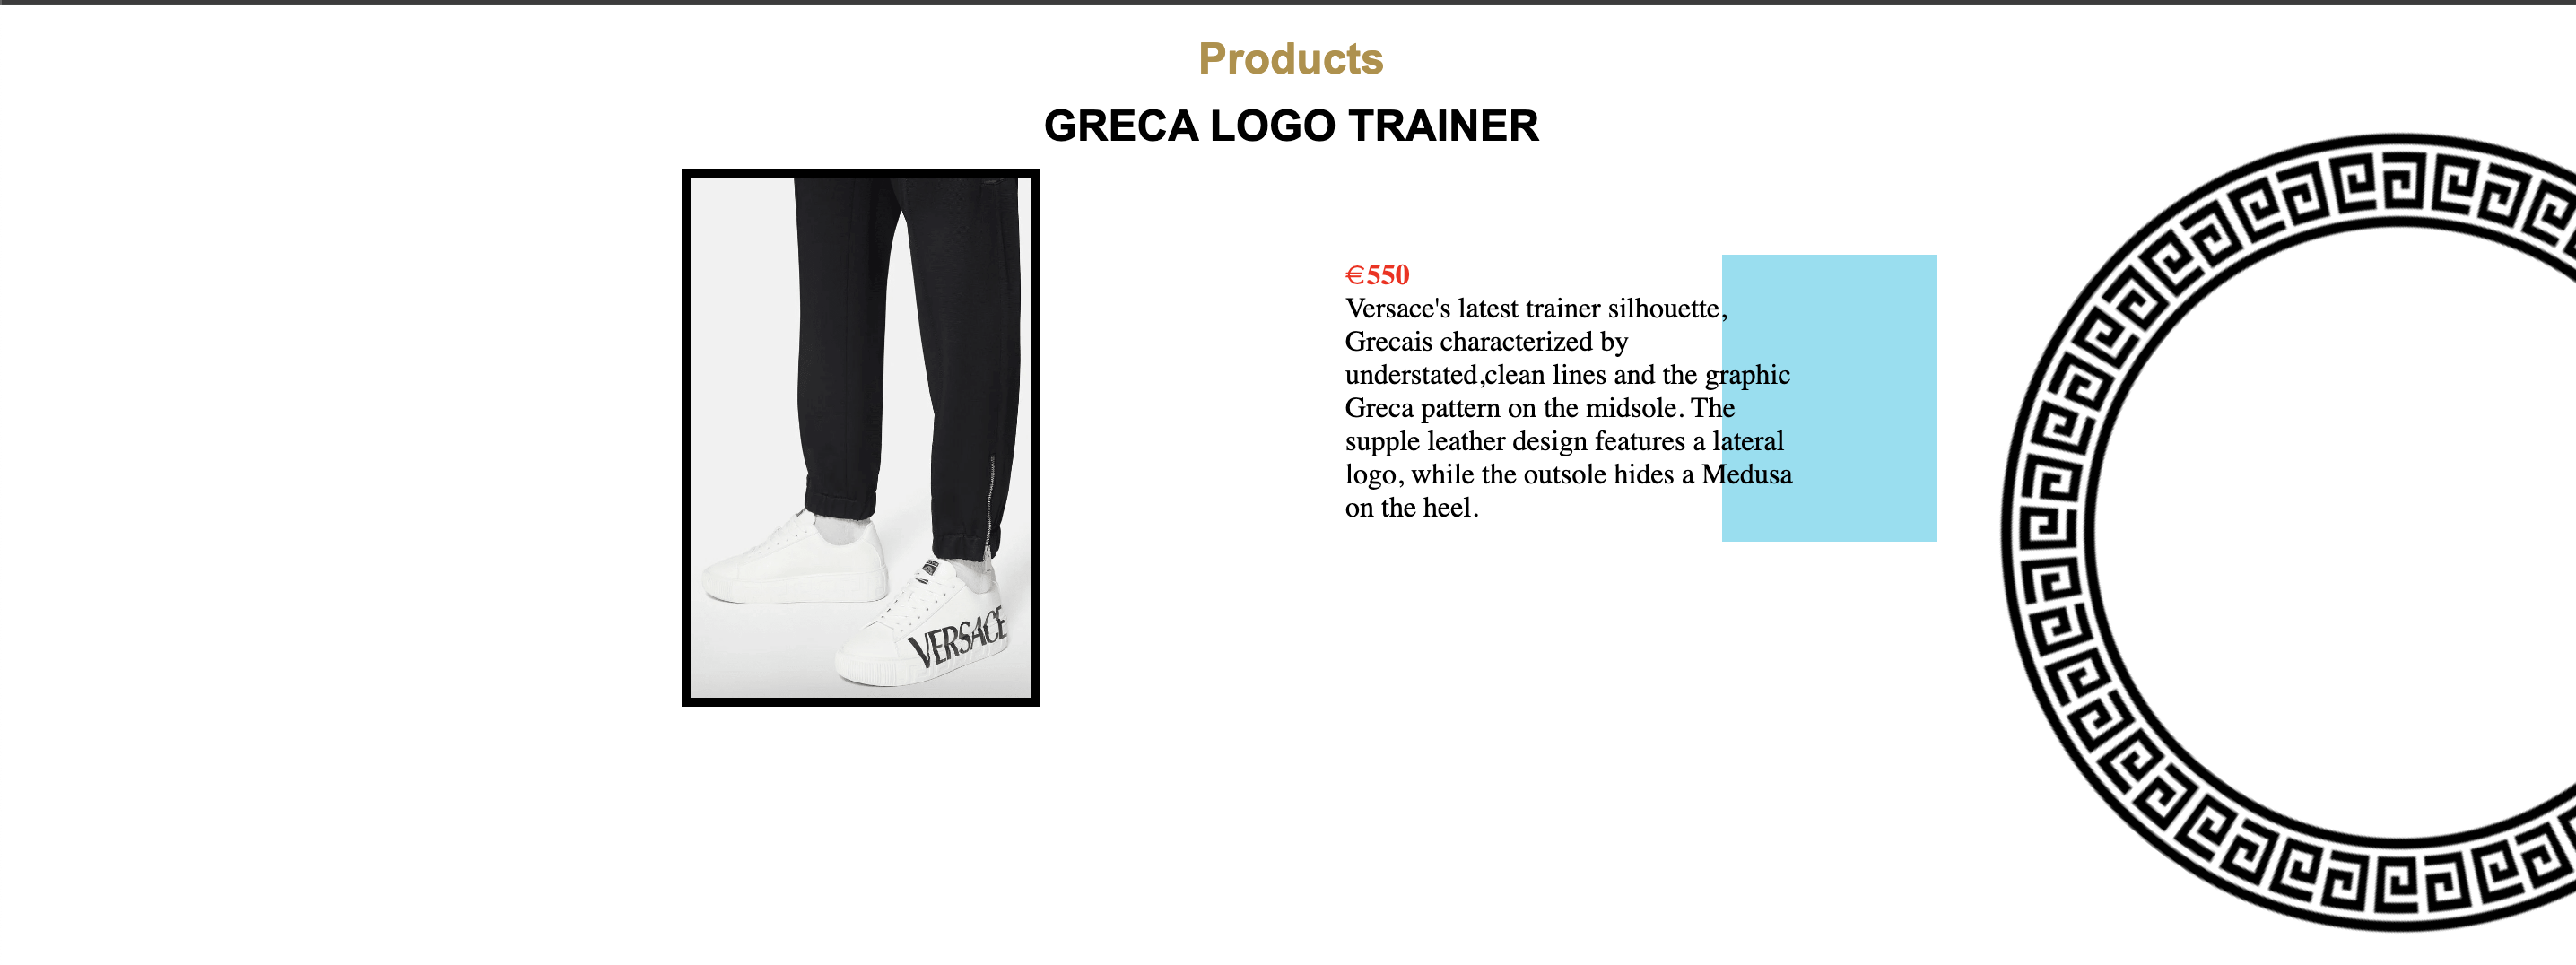 Products
GRECA LOGO TRAINER
€550
Versace's latest trainer silhouette,
Grecais characterized by
understated,clean lines and the graphic
Greca pattern on the midsole. The
supple leather design features a lateral
logo, while the outsole hides a Medusa
on the heel.
VERSACE